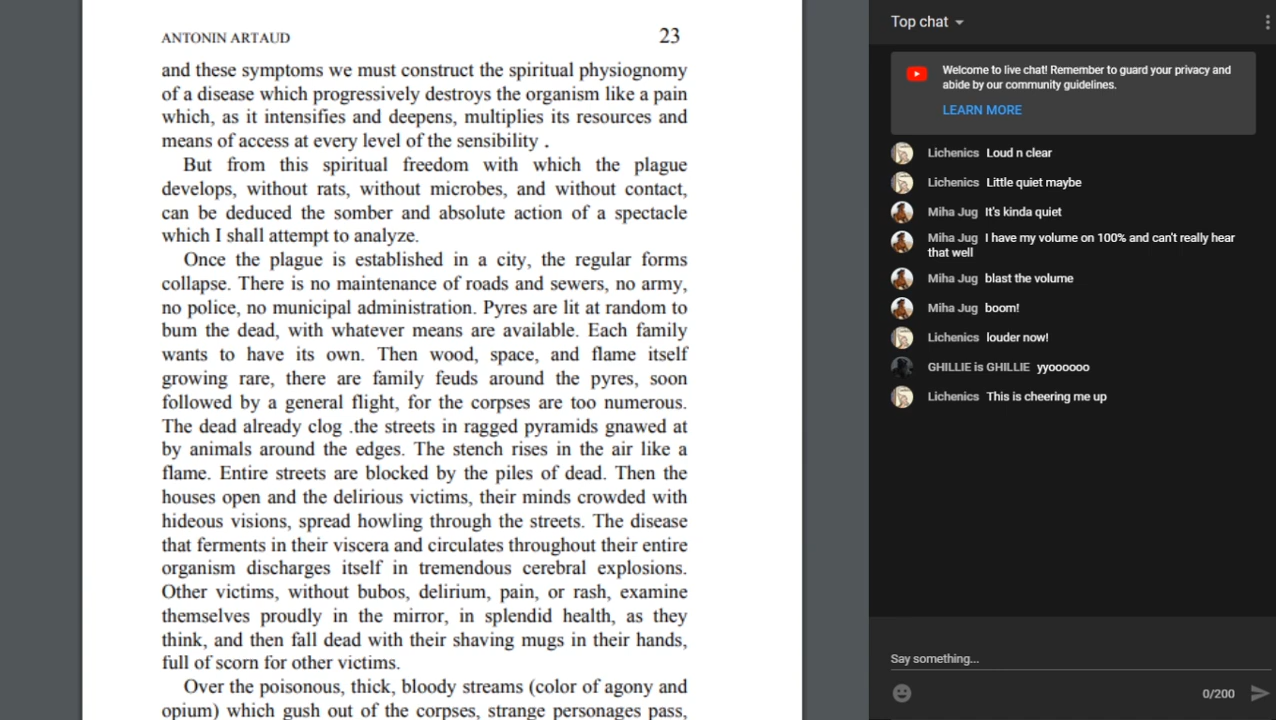 ANTONIN ARTAUD
23
and these symptoms we must construct the spiritual physiognomy
of a disease which progressively destroys the organism like a pain
which, as it intensifies and deepens, multiplies its resources and
means of access at every level of the sensibility .
But from this spiritual freedom with which the plague
develops, without rats, without microbes, and without contact,
can be deduced the somber and absolute action of a spectacle
which I shall attempt to analyze.
Once the plague is established in a city, the regular forms
collapse. There is no maintenance of roads and sewers, no army,
no police, no municipal administration. Pyres are lit at random to
bum the dead, with whatever means are available. Each family
wants to have its own. Then wood, space, and flame itself
growing rare, there are family feuds around the pyres, soon
followed by a general flight, for the corpses are too numerous.
The dead already clog .the streets in ragged pyramids gnawed at
by animals around the edges. The stench rises in the air like a
flame. Entire streets are blocked by the piles of dead. Then the
houses open and the delirious victims, their minds crowded with
hideous visions, spread howling through the streets. The disease
that ferments in their viscera and circulates throughout their entire
organism discharges itself in tremendous cerebral explosions.
Other victims, without bubos, delirium, pain, or rash, examine
themselves proudly in the mirror, in splendid health, as they
think, and then fall dead with their shaving mugs in their hands,
full of scorn for other victims.
Over the poisonous, thick, bloody streams (color of agony and
opium) which gush out of the corpses, strange personages pass,
Top chat
Welcome to live chat! Remember to guard your privacy and
abide by our community guidelines.
LEARN MORE
Lichenics Loud n clear
Lichenics Little quiet maybe
Miha Jug It's kinda quiet
Miha Jug I have my volume on 100% and can't really hear
that well
Miha Jug blast the volume
Miha Jug boom!
Lichenics louder now!
GHILLIE is GHILLIE yyoooooo
Lichenics This is cheering me up
Say something...
0/200